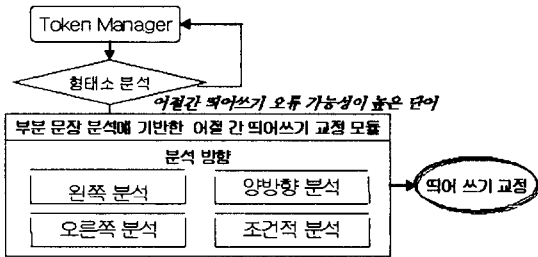 Token Manager
형태소 분석
어절간 띄어쓰기 오류 가능성이 높은 단어
부분 문장 분석에 기반한 어절 간 띄어쓰기 교정 모듈
분석 방향
왼쪽 분석 양방향 분석
띄어 쓰기 교정
오른쪽 분석 조건적 분석